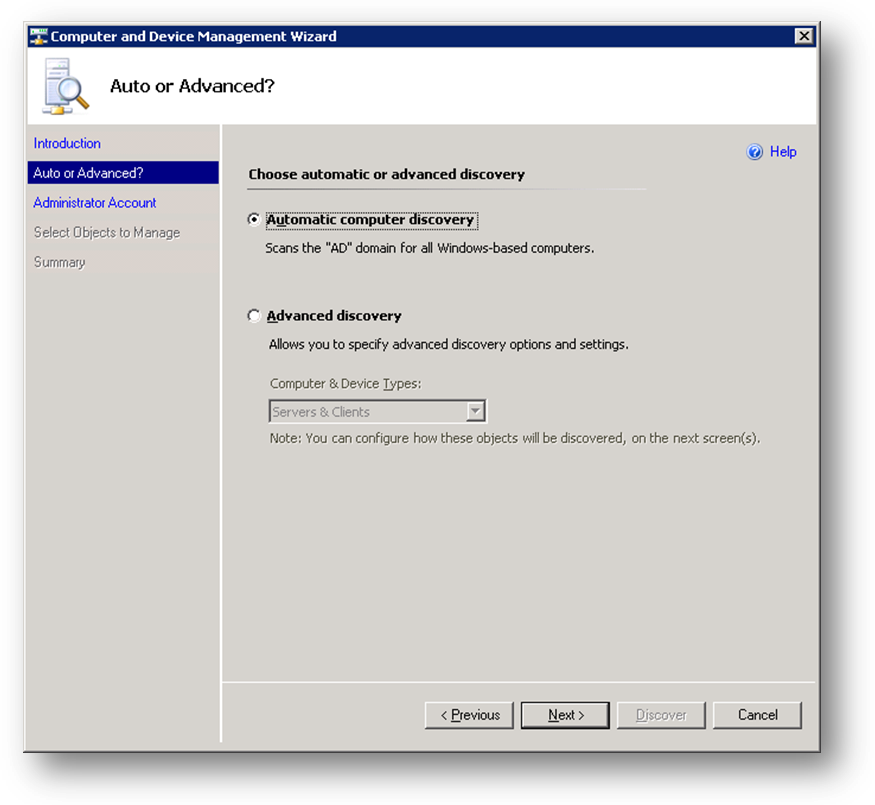 Computer and Device Management Wizard
Auto or Advanced?
Introduction
Auto or Advanced?
Administrator Account
Select Objects to Manage
Summary
Help
Choose automatic or advanced discovery
Automatic computer discovery
Scans the "AD" domain for all Windows-based computers.
Advanced discovery
Allows you to specify advanced discovery options and settings.
Computer & Device Types:
Servers & Clients
Note: You can configure how these objects will be discovered, on the next screen(s).
< Previous
Next >
Discover
Cancel